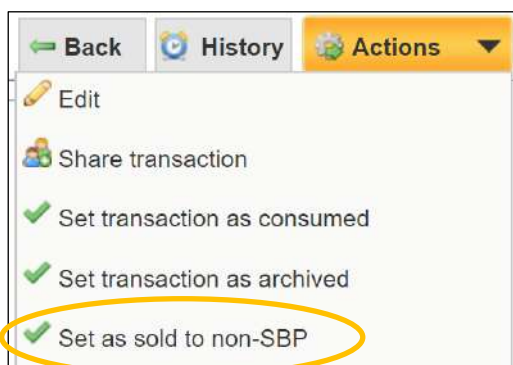 Back History Actions
Edit
Share transaction
Set transaction as consumed
Set transaction as archived
Set as sold to non-SBP